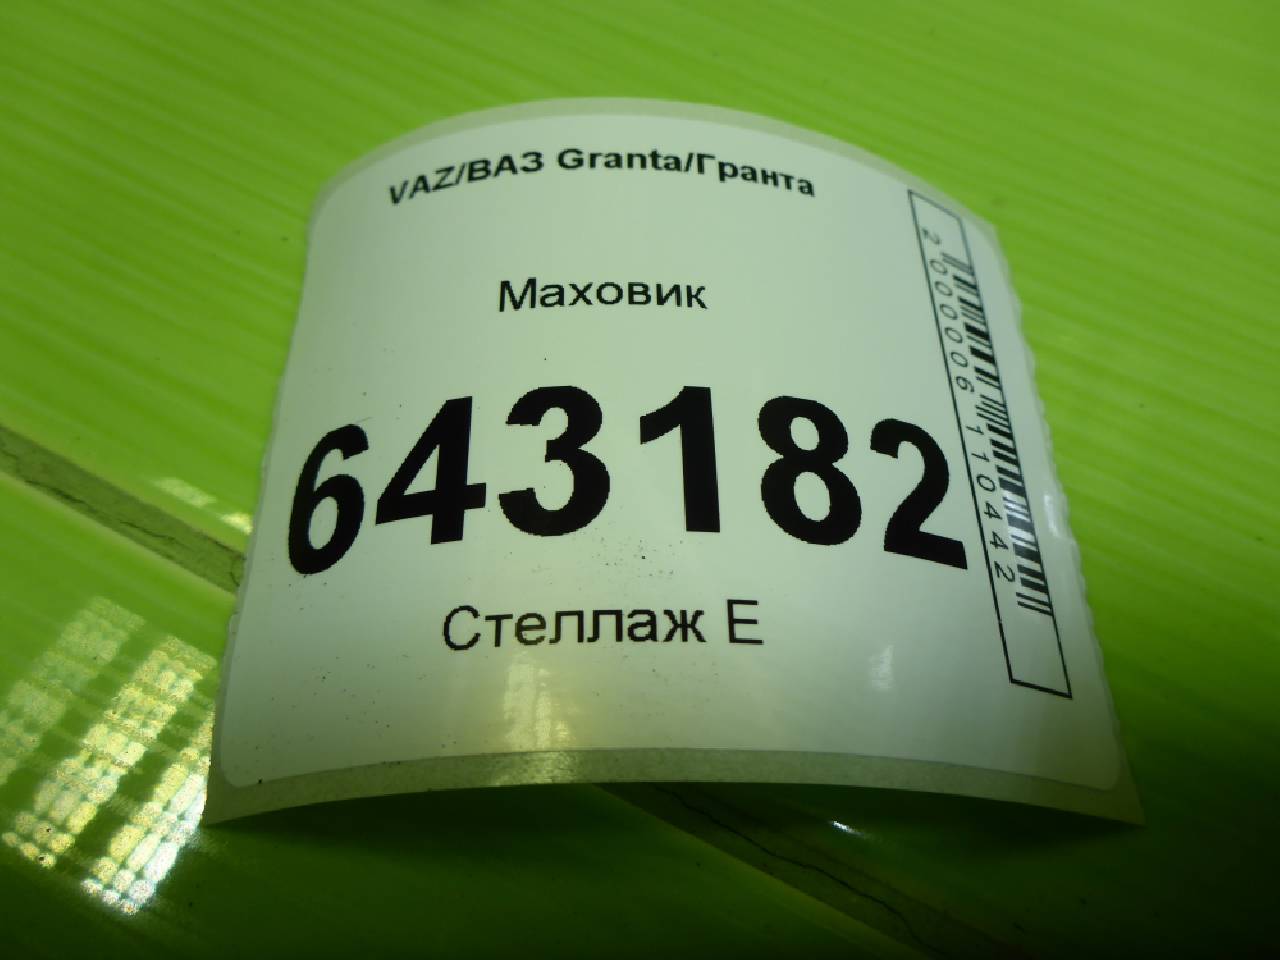 VAZ/ВАЗ Granta/Гранта
Маховик
643182
Стеллаж Е
2000006110442